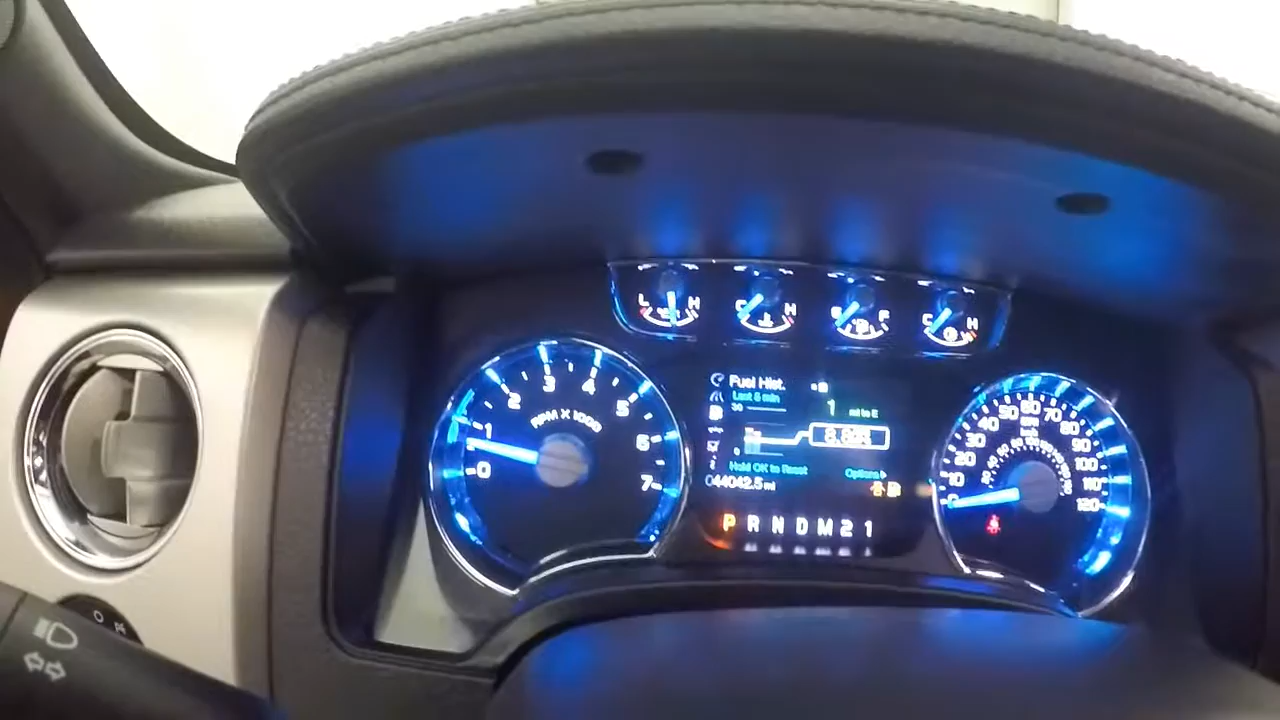 L H
C H
E F
C H
0 1 2 3 4 5 6 7
RPM X 1000
Fuel Hist.
Last 5 min
30
1 mi to E
0
Hold OK to Reset
Options
044042.5 mi
P R N D M 2 1
0 10 20 30 40 50 60 70 80 90 100 110 120